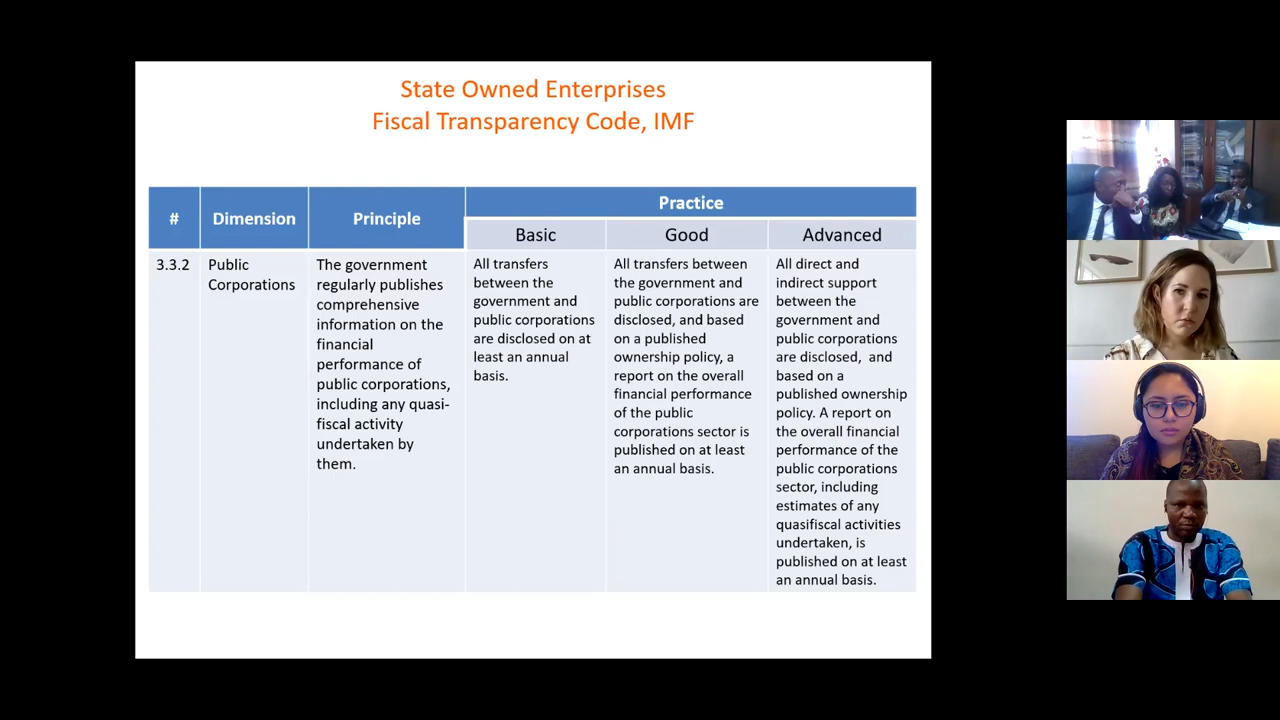 State Owned Enterprises
Fiscal Transparency Code, IMF
#
Dimension
Principle
Practice
Basic
Good
Advanced
3.3.2
Public
Corporations
The government
regularly publishes
comprehensive
information on the
financial
performance of
public corporations,
including any quasi-
fiscal activity
undertaken by
them.
All transfers
between the
government and
public corporations
are disclosed on at
least an annual
basis.
All transfers between
the government and
public corporations are
disclosed, and based
on a published
ownership policy, a
report on the overall
financial performance
of the public
corporations sector is
published on at least
an annual basis.
All direct and
indirect support
between the
government and
public corporations
are disclosed, and
based on a
published ownership
policy. A report on
the overall financial
performance of the
public corporations
sector, including
estimates of any
quasifiscal activities
undertaken, is
published on at least
an annual basis.